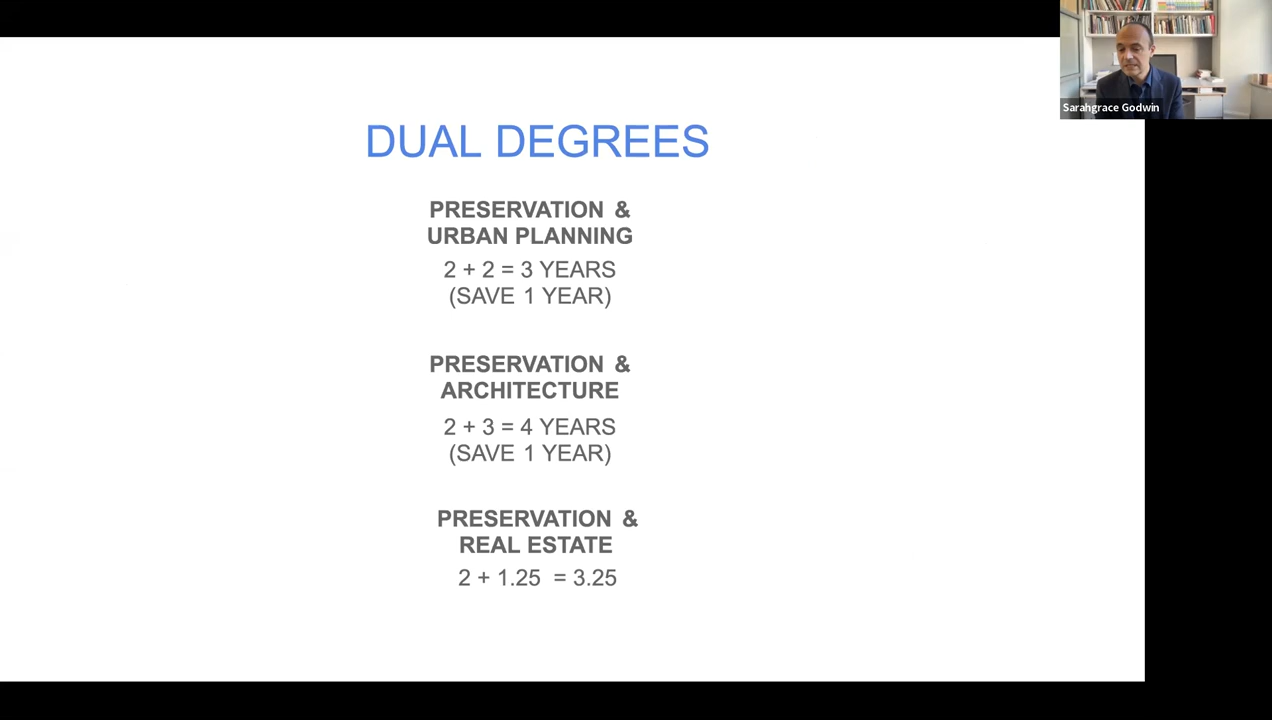 DUAL DEGREES
PRESERVATION &
URBAN PLANNING
2 + 2 = 3 YEARS
(SAVE 1 YEAR)
PRESERVATION &
ARCHITECTURE
2 + 3 = 4 YEARS
(SAVE 1 YEAR)
PRESERVATION &
REAL ESTATE
2 + 1.25 = 3.25
Sarahgrace Godwin